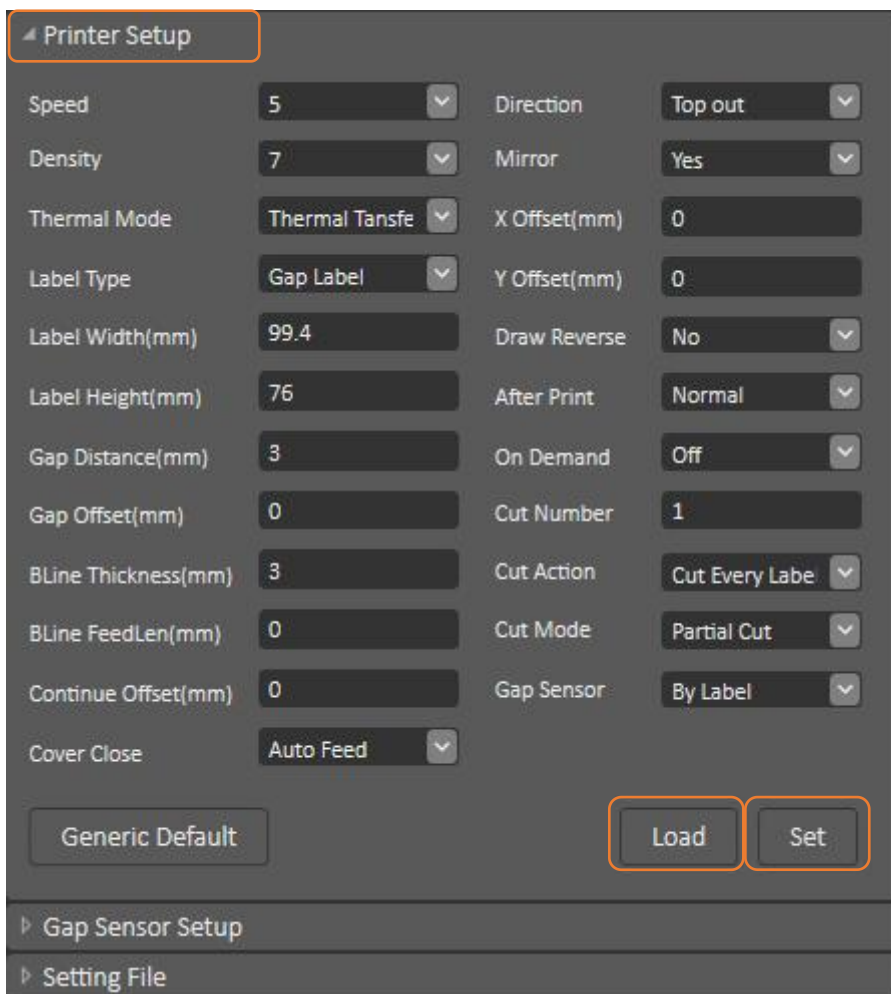 Printer Setup
Speed 5 Direction Top out
Density 7 Mirror Yes
Thermal Mode Thermal Tansfe X Offset(mm) 0
Label Type Gap Label Y Offset(mm) 0
Label Width(mm) 99.4 Draw Reverse No
Label Height(mm) 76 After Print Normal
Gap Distance(mm) 3 On Demand Off
Gap Offset(mm) 0 Cut Number 1
BLine Thickness(mm) 3 Cut Action Cut Every Labe
BLine FeedLen(mm) 0 Cut Mode Partial Cut
Continue Offset(mm) 0 Gap Sensor By Label
Cover Close Auto Feed
Generic Default Load Set
Gap Sensor Setup
Setting File